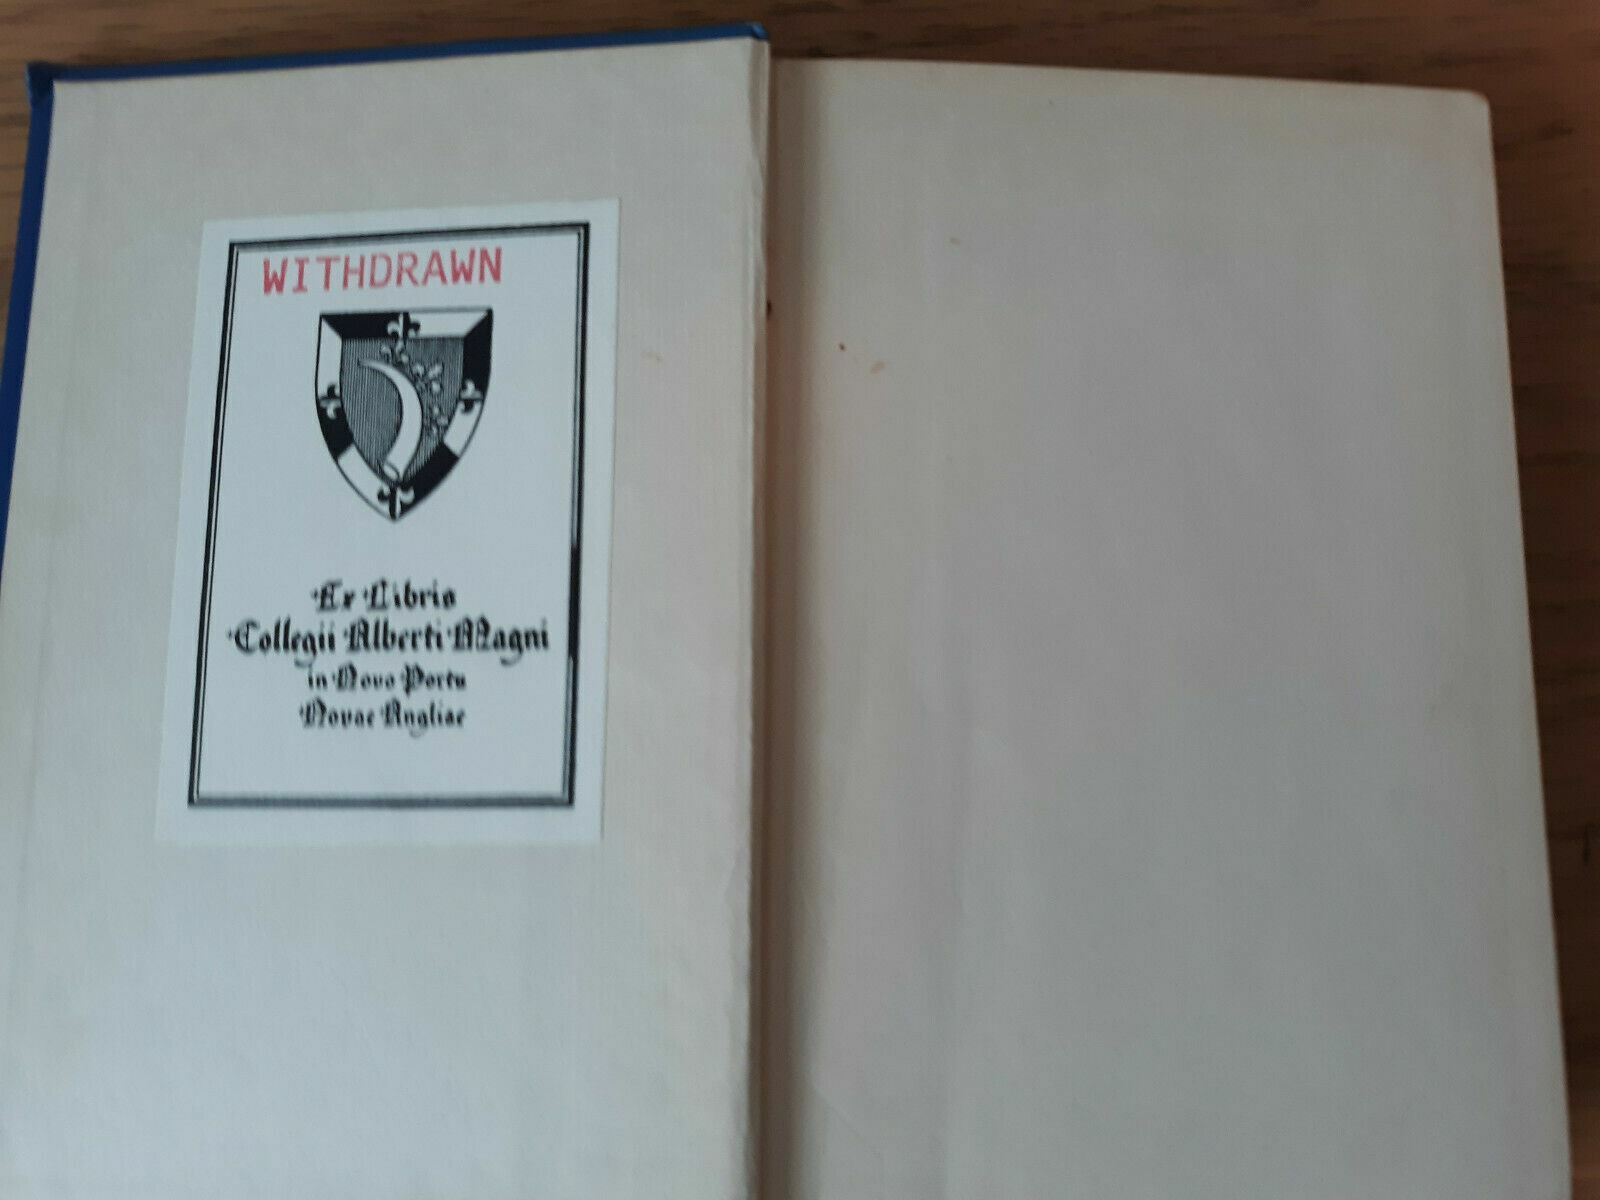 WITHDRAWN
Ex Libris
Collegii Alberti Magni
in Novo Portu
Novae Angliae